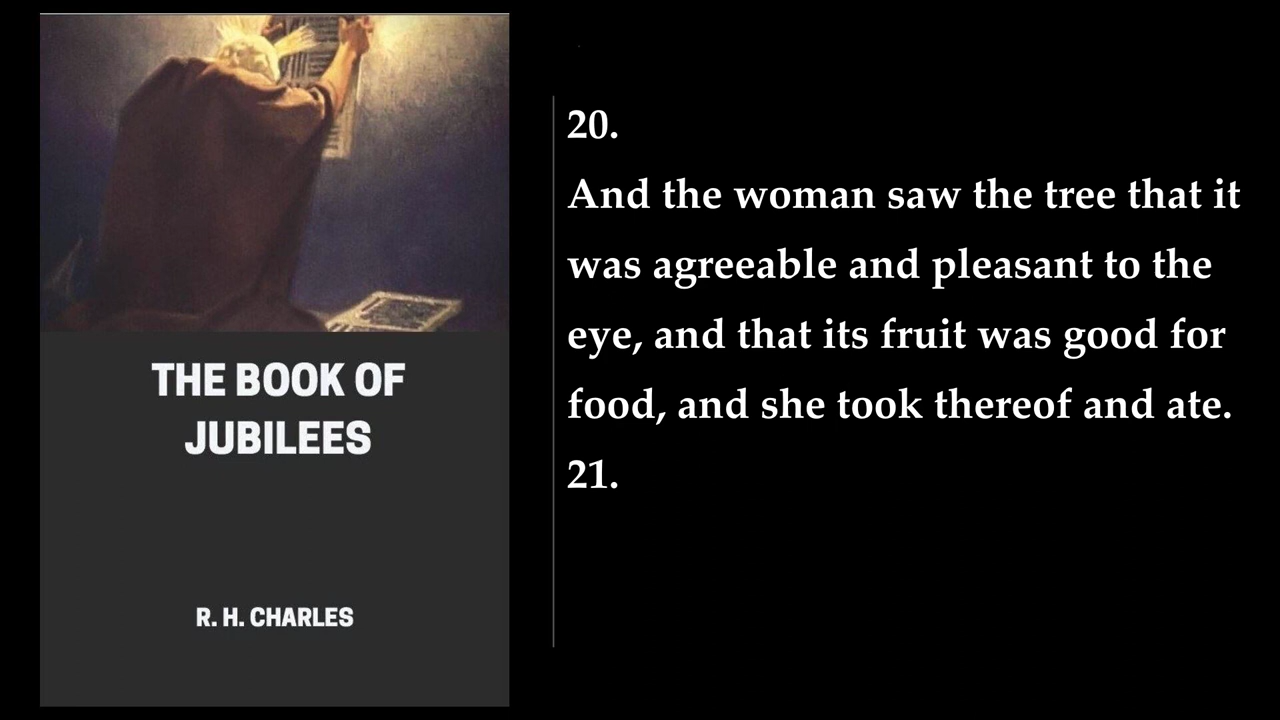 THE BOOK OF
JUBILEES
R. H. CHARLES
20.
And the woman saw the tree that it
was agreeable and pleasant to the
eye, and that its fruit was good for
food, and she took thereof and ate.
21.